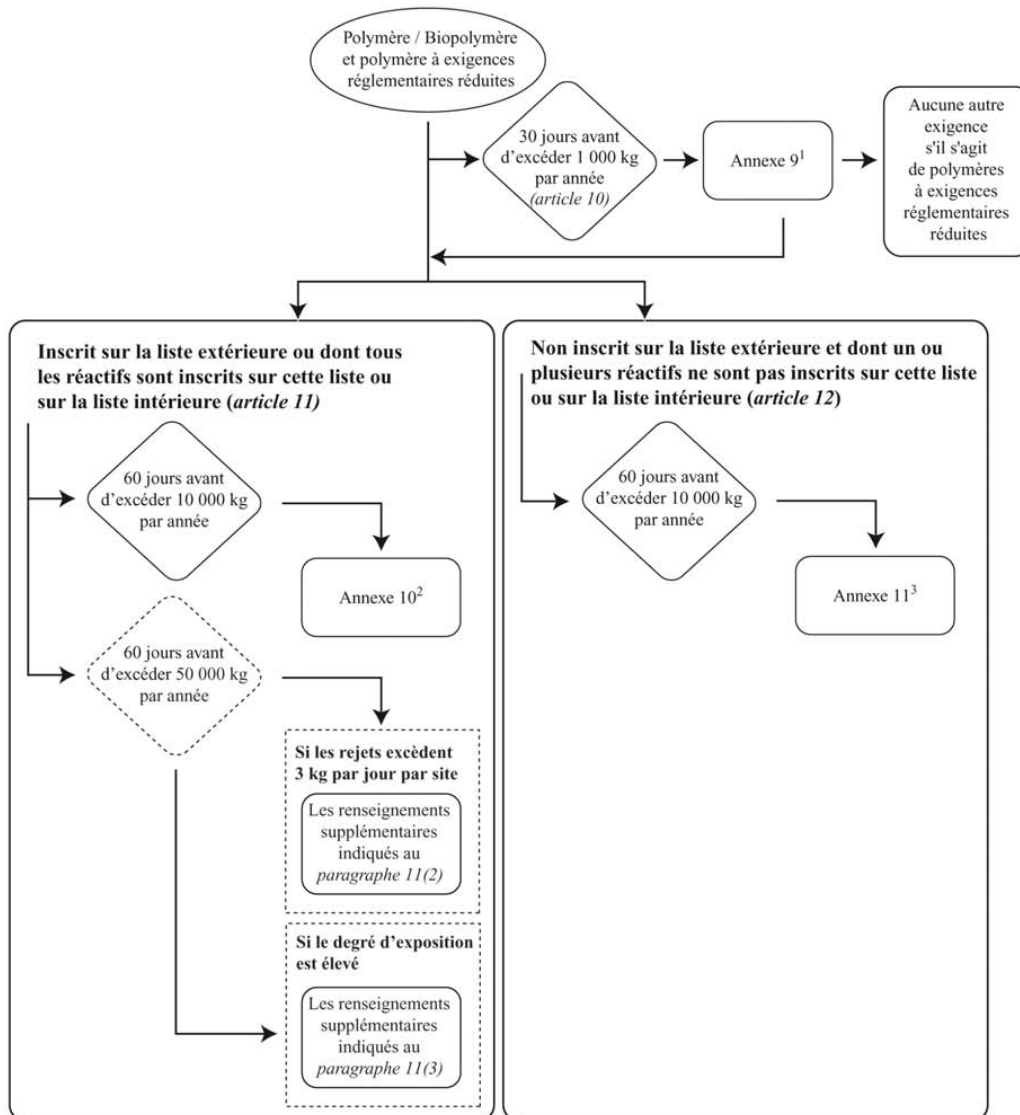 Polymère / Biopolymère
et polymère à exigences
réglementaires réduites
30 jours avant
d'excéder 1 000 kg
par année
(article 10)
Annexe 9¹
Aucune autre
exigence
s'il s'agit
de polymères
à exigences
réglementaires
réduites
Inscrit sur la liste extérieure ou dont tous
les réactifs sont inscrits sur cette liste ou
sur la liste intérieure (article 11)
60 jours avant
d'excéder 10 000 kg
par année
Annexe 10²
60 jours avant
d'excéder 50 000 kg
par année
Si les rejets excèdent
3 kg par jour par site
Les renseignements
supplémentaires
indiqués au
paragraphe 11(2)
Si le degré d'exposition
est élevé
Les renseignements
supplémentaires
indiqués au
paragraphe 11(3)
Non inscrit sur la liste extérieure et dont un ou
plusieurs réactifs ne sont pas inscrits sur cette liste
ou sur la liste intérieure (article 12)
60 jours avant
d'excéder 10 000 kg
par année
Annexe 11³